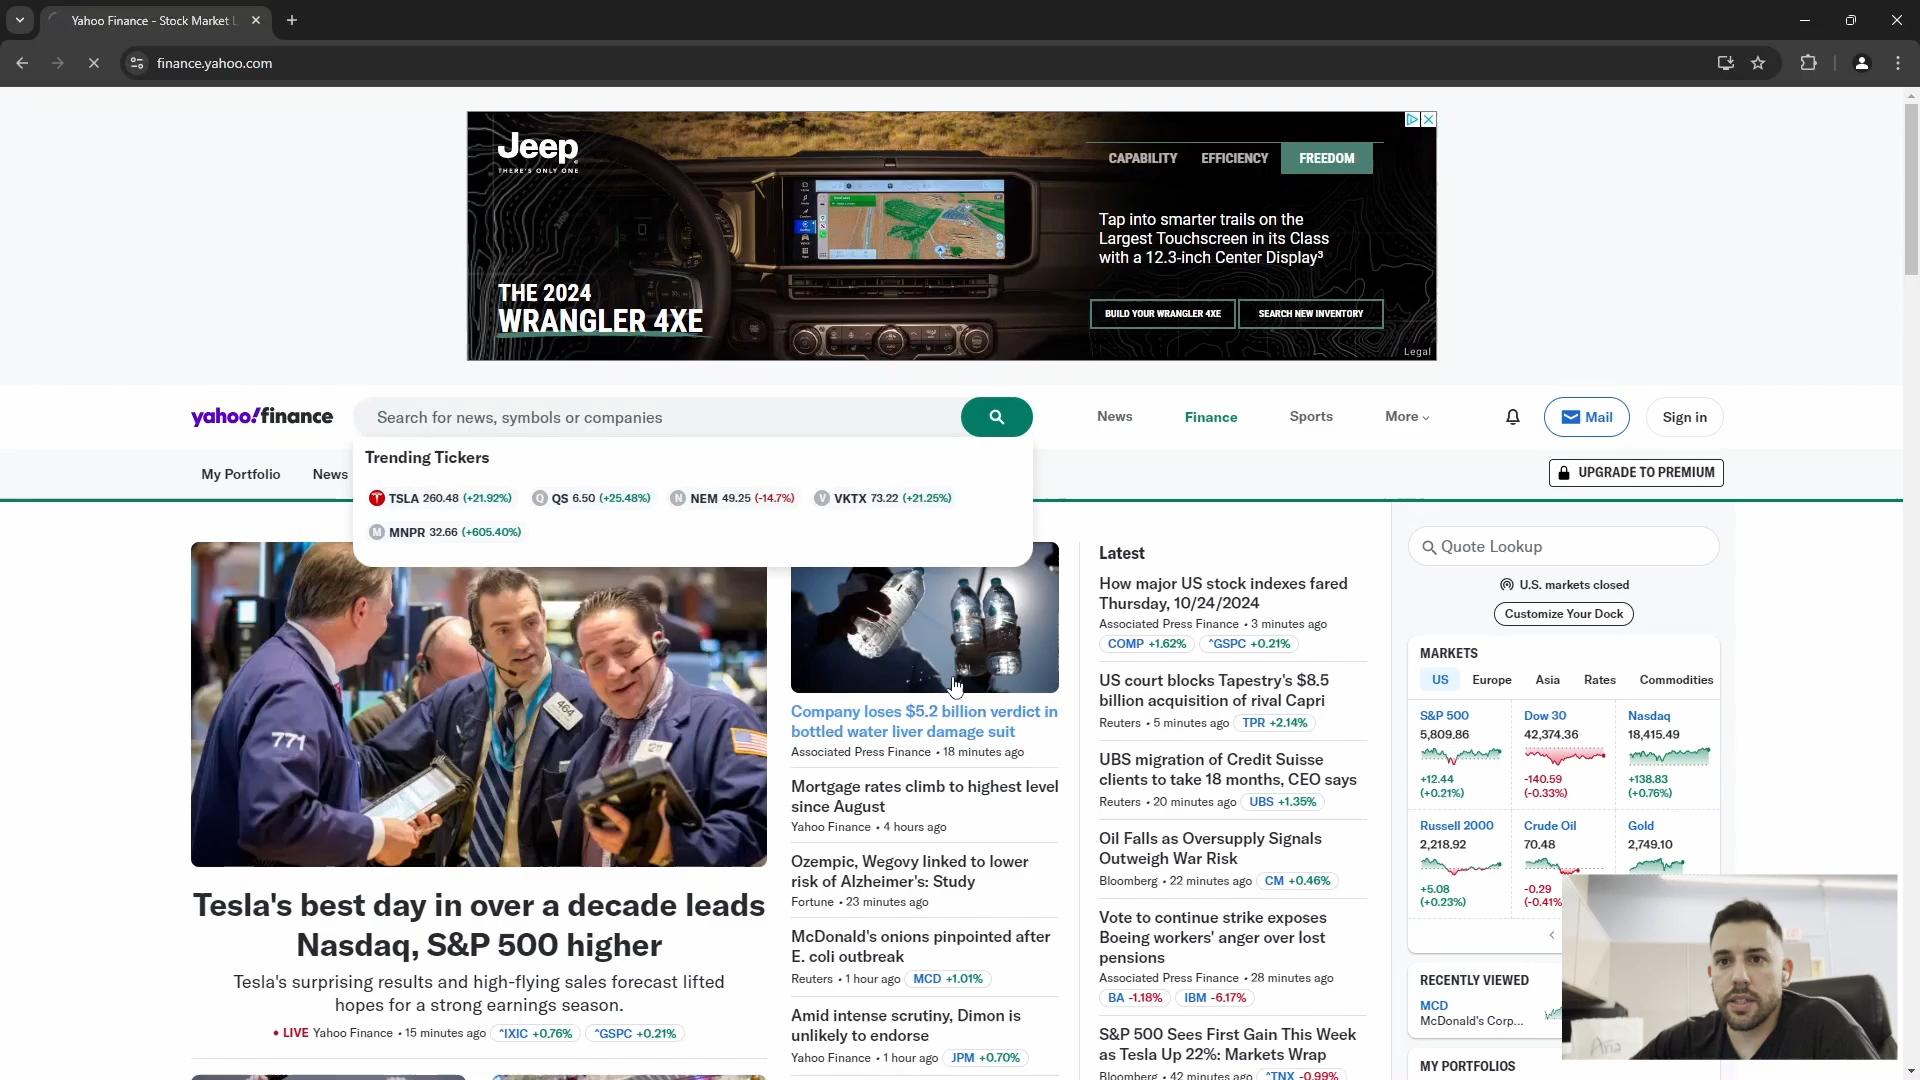 Yahoo Finance - Stock Market
finance.yahoo.com
Jeep
THERE'S ONLY ONE
CAPABILITY
EFFICIENCY
FREEDOM
Tap into smarter trails on the
Largest Touchscreen in its Class
with a 12.3-inch Center Display³
THE 2024
WRANGLER 4XE
BUILD YOUR WRANGLER 4XE
SEARCH NEW INVENTORY
Legal
yahoo!finance
Search for news, symbols or companies
News
Finance
Sports
More
Mail
Sign in
My Portfolio
News
UPGRADE TO PREMIUM
Trending Tickers
TSLA 260.48 (+21.92%)
Q QS 6.50 (+25.48%)
N NEM 49.25 (-14.7%)
V VKTX 73.22 (+21.25%)
M MNPR 32.66 (+605.40%)
771
464
Tesla's best day in over a decade leads
Nasdaq, S&P 500 higher
Tesla's surprising results and high-flying sales forecast lifted
hopes for a strong earnings season.
• LIVE Yahoo Finance • 15 minutes ago ^IXIC +0.76% ^GSPC +0.21%
Company loses $5.2 billion verdict in
bottled water liver damage suit
Associated Press Finance • 18 minutes ago
Mortgage rates climb to highest level
since August
Yahoo Finance • 4 hours ago
Ozempic, Wegovy linked to lower
risk of Alzheimer's: Study
Fortune • 23 minutes ago
McDonald's onions pinpointed after
E. coli outbreak
Reuters • 1 hour ago MCD +1.01%
Amid intense scrutiny, Dimon is
unlikely to endorse
Yahoo Finance • 1 hour ago JPM +0.70%
Latest
How major US stock indexes fared
Thursday, 10/24/2024
Associated Press Finance • 3 minutes ago
COMP +1.62% ^GSPC +0.21%
US court blocks Tapestry's $8.5
billion acquisition of rival Capri
Reuters • 5 minutes ago TPR +2.14%
UBS migration of Credit Suisse
clients to take 18 months, CEO says
Reuters • 20 minutes ago UBS +1.35%
Oil Falls as Oversupply Signals
Outweigh War Risk
Bloomberg • 22 minutes ago CM +0.46%
Vote to continue strike exposes
Boeing workers' anger over lost
pensions
Associated Press Finance • 28 minutes ago
BA -1.18% IBM -6.17%
S&P 500 Sees First Gain This Week
as Tesla Up 22%: Markets Wrap
Bloomberg • 42 minutes ago ^TNX -0.99%
Quote Lookup
U.S. markets closed
Customize Your Dock
MARKETS
US Europe Asia Rates Commodities
S&P 500
5,809.86
+12.44
(+0.21%)
Dow 30
42,374.36
-140.59
(-0.33%)
Nasdaq
18,415.49
+138.83
(+0.76%)
Russell 2000
2,218.92
+5.08
(+0.23%)
Crude Oil
70.48
-0.29
(-0.41%
Gold
2,749.10
RECENTLY VIEWED
MCD
McDonald's Corp...
MY PORTFOLIOS
Aria